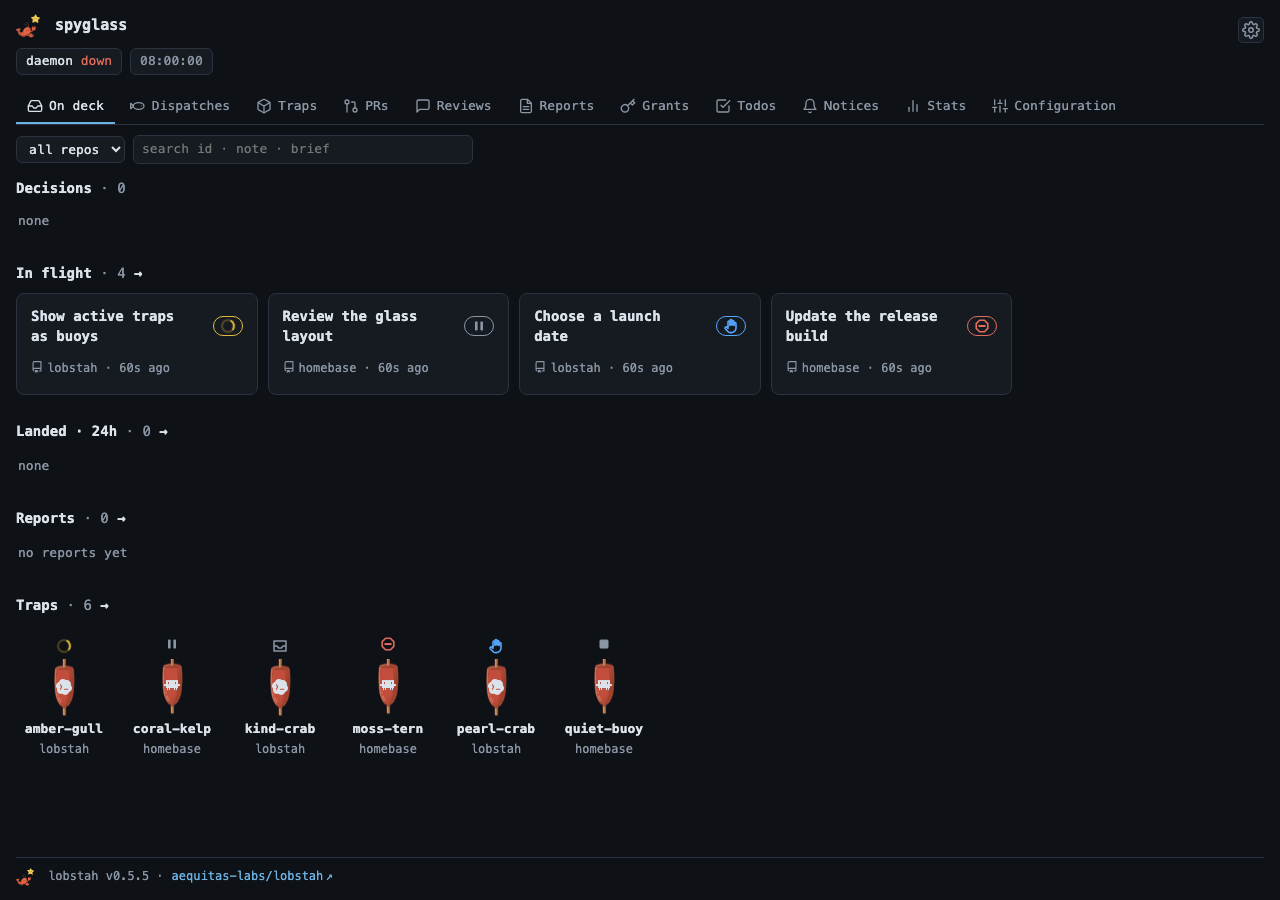 spyglass
daemon down 08:00:00
On deck Dispatches Traps PRs Reviews Reports Grants Todos Notices Stats Configuration
all repos search id · note · brief
Decisions · 0
none
In flight · 4 →
Show active traps as buoys
lobstah · 60s ago
Review the glass layout
homebase · 60s ago
Choose a launch date
lobstah · 60s ago
Update the release build
homebase · 60s ago
Landed · 24h · 0 →
none
Reports · 0 →
no reports yet
Traps · 6 →
amber-gull coral-kelp kind-crab moss-tern pearl-crab quiet-buoy
lobstah homebase lobstah homebase lobstah homebase
lobstah v0.5.5 · aequitas-labs/lobstah↗